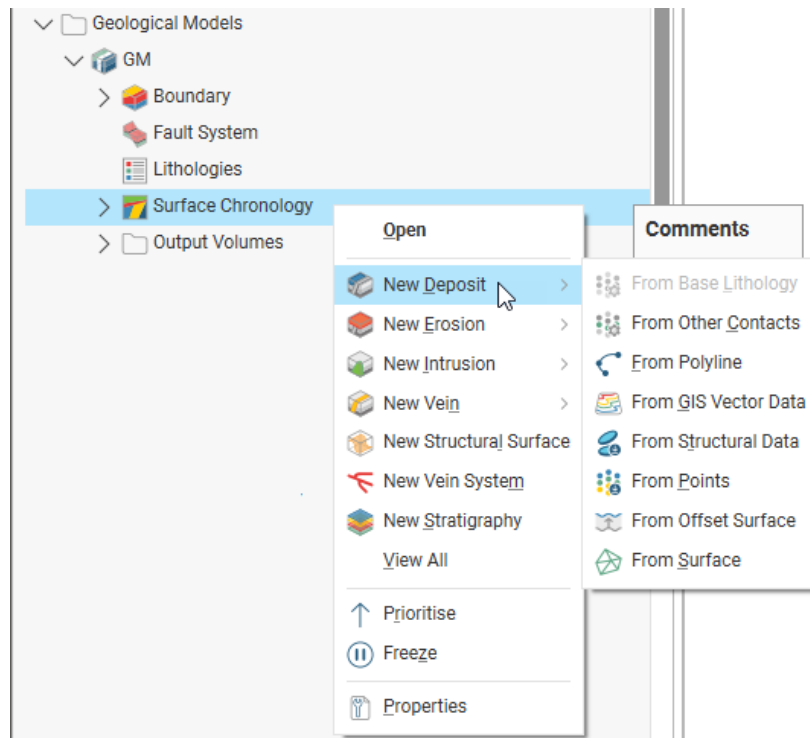 Geological Models
GM
Boundary
Fault System
Lithologies
Surface Chronology
Output Volumes
Open
New Deposit
New Erosion
New Intrusion
New Vein
New Structural Surface
New Vein System
New Stratigraphy
View All
Prioritise
Freeze
Properties
Comments
From Base Lithology
From Other Contacts
From Polyline
From GIS Vector Data
From Structural Data
From Points
From Offset Surface
From Surface